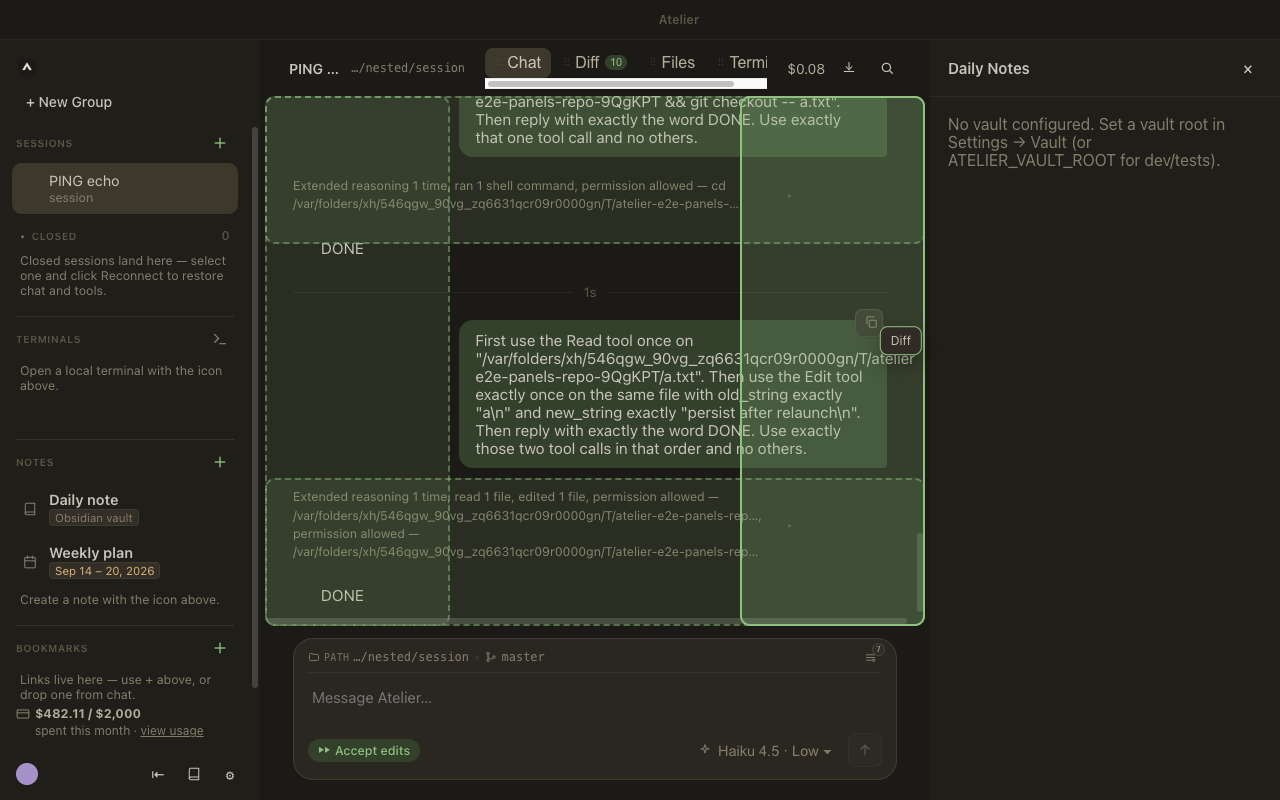 Atelier
+ New Group
SESSIONS
PING echo
session
CLOSED 0
Closed sessions land here — select
one and click Reconnect to restore
chat and tools.
TERMINALS
Open a local terminal with the icon
above.
NOTES
Daily note
Obsidian vault
Weekly plan
Sep 14 – 20, 2026
Create a note with the icon above.
BOOKMARKS
Links live here — use + above, or
drop one from chat.
$482.11 / $2,000
spent this month · view usage
PING ... …/nested/session
Chat Diff 10 Files Termi
$0.08
e2e-panels-repo-9QgKPT && git checkout -- a.txt".
Then reply with exactly the word DONE. Use exactly
that one tool call and no others.
Extended reasoning 1 time, ran 1 shell command, permission allowed — cd
/var/folders/xh/546qgw_90vg_zq6631qcr09r0000gn/T/atelier-e2e-panels-…
DONE
1s
First use the Read tool once on
"/var/folders/xh/546qgw_90vg_zq6631qcr09r0000gn/T/atelier
e2e-panels-repo-9QgKPT/a.txt". Then use the Edit tool
exactly once on the same file with old_string exactly
"a\n" and new_string exactly "persist after relaunch\n".
Then reply with exactly the word DONE. Use exactly
those two tool calls in that order and no others.
Diff
Extended reasoning 1 time, read 1 file, edited 1 file, permission allowed —
/var/folders/xh/546qgw_90vg_zq6631qcr09r0000gn/T/atelier-e2e-panels-rep…,
permission allowed —
/var/folders/xh/546qgw_90vg_zq6631qcr09r0000gn/T/atelier-e2e-panels-rep…
DONE
PATH …/nested/session · master
7
Message Atelier...
Accept edits
Haiku 4.5 · Low
Daily Notes
No vault configured. Set a vault root in
Settings → Vault (or
ATELIER_VAULT_ROOT for dev/tests).